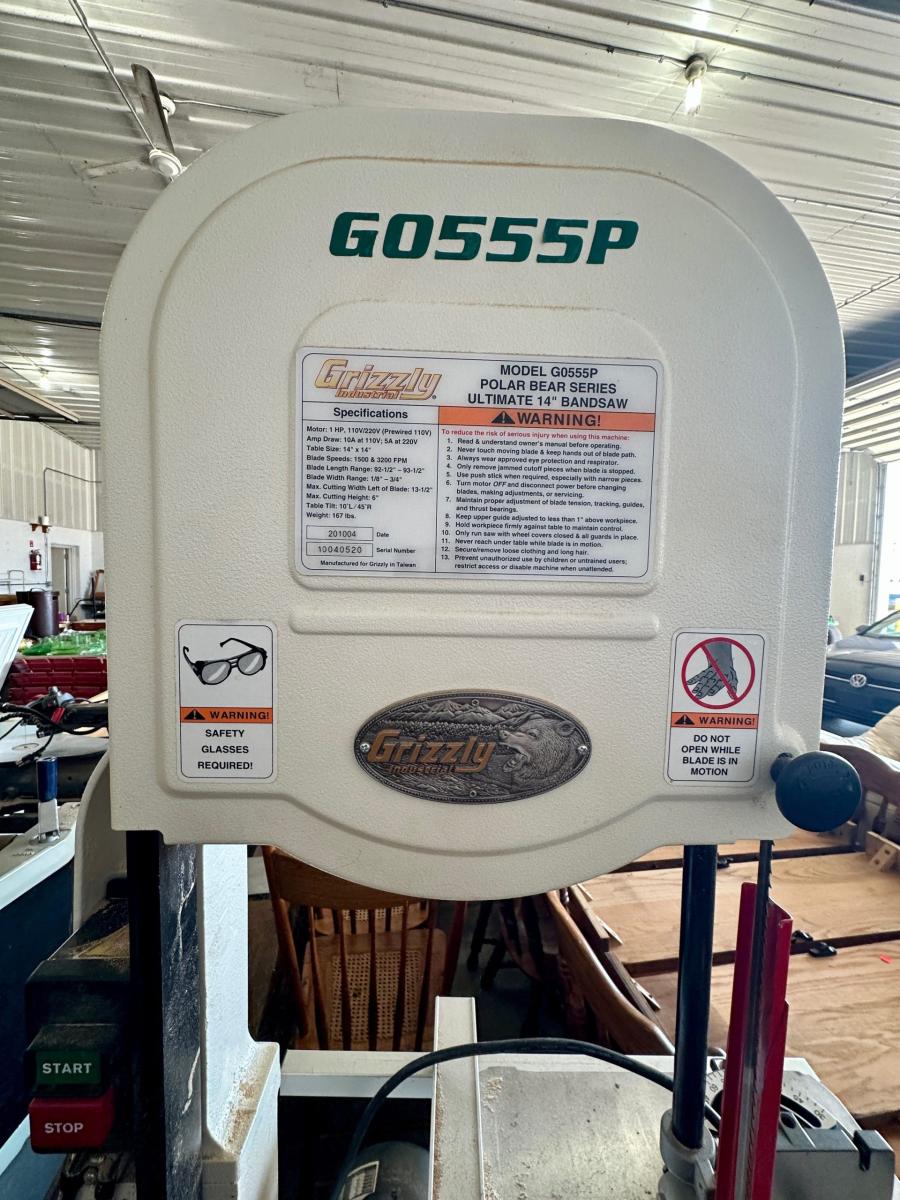 G0555P
Grizzly
Industrial
MODEL G0555P
POLAR BEAR SERIES
ULTIMATE 14" BANDSAW
Specifications
Motor: 1 HP, 110V/220V (Prewired 110V)
Amp Draw: 10A at 110V; 5A at 220V
Table Size: 14" x 14"
Blade Speeds: 1500 & 3200 FPM
Blade Length Range: 92-1/2" – 93-1/2"
Blade Width Range: 1/8" – 3/4"
Max. Cutting Width Left of Blade: 13-1/2"
Max. Cutting Height: 6"
Table Tilt: 10˚L/45˚R
Weight: 167 lbs.
201004 Date
10040520 Serial Number
Manufactured for Grizzly in Taiwan
WARNING!
To reduce the risk of serious injury when using this machine:
1. Read & understand owner's manual before operating.
2. Never touch moving blade & keep hands out of blade path.
3. Always wear approved eye protection and respirator.
4. Only remove jammed cutoff pieces when blade is stopped.
5. Use push stick when required, especially with narrow pieces.
6. Turn motor OFF and disconnect power before changing
blades, making adjustments, or servicing.
7. Maintain proper adjustment of blade tension, tracking, guides,
and thrust bearings.
8. Keep upper guide adjusted to less than 1" above workpiece.
9. Hold workpiece firmly against table to maintain control.
10. Only run saw with wheel covers closed & all guards in place.
11. Never reach under table while blade is in motion.
12. Secure/remove loose clothing and long hair.
13. Prevent unauthorized use by children or untrained users;
restrict access or disable machine when unattended.
WARNING!
SAFETY
GLASSES
REQUIRED!
Grizzly
Industrial
WARNING!
DO NOT
OPEN WHILE
BLADE IS IN
MOTION
START
STOP